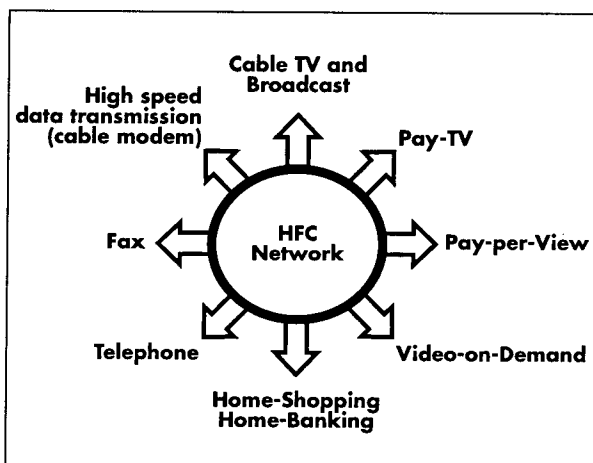 Cable TV and
Broadcast
High speed
data transmission
(cable modem)
Pay-TV
Fax
HFC
Network
Pay-per-View
Telephone
Video-on-Demand
Home-Shopping
Home-Banking